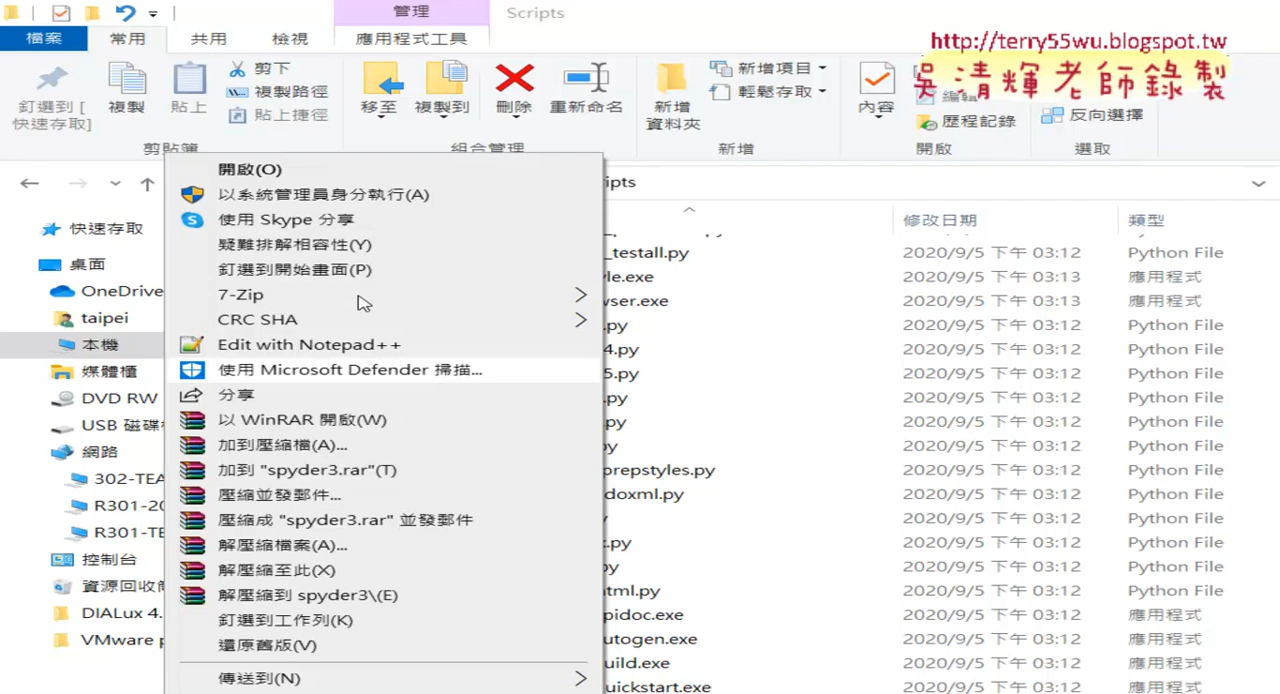 管理
Scripts
檔案
常用
共用
檢視
應用程式工具
http://terry55wu.blogspot.tw
吳清輝老師錄製
釘選到 [
快速存取]
複製
貼上
剪下
複製路徑
貼上捷徑
移至
複製到
刪除
重新命名
新增
資料夾
新增項目
輕鬆存取
內容
歷程記錄
反向選擇
剪貼簿
組合管理
新增
開啟
選取
ipts
快速存取
桌面
OneDrive
taipei
本機
媒體櫃
DVD RW
USB 磁碟
網路
302-TEA
R301-20
R301-TE
控制台
資源回收筒
DIALux 4.
VMware p
開啟(O)
以系統管理員身分執行(A)
使用 Skype 分享
疑難排解相容性(Y)
釘選到開始畫面(P)
7-Zip
CRC SHA
Edit with Notepad++
使用 Microsoft Defender 掃描...
分享
以 WinRAR 開啟(W)
加到壓縮檔(A)...
加到 "spyder3.rar"(T)
壓縮並發郵件...
壓縮成 "spyder3.rar" 並發郵件
解壓縮檔案(A)...
解壓縮至此(X)
解壓縮到 spyder3\(E)
釘選到工作列(K)
還原舊版(V)
傳送到(N)
修改日期
類型
_testall.py 2020/9/5 下午 03:12 Python File
yle.exe 2020/9/5 下午 03:13 應用程式
wser.exe 2020/9/5 下午 03:13 應用程式
.py 2020/9/5 下午 03:12 Python File
4.py 2020/9/5 下午 03:12 Python File
5.py 2020/9/5 下午 03:12 Python File
.py 2020/9/5 下午 03:12 Python File
py 2020/9/5 下午 03:12 Python File
py 2020/9/5 下午 03:12 Python File
prepstyles.py 2020/9/5 下午 03:12 Python File
doxml.py 2020/9/5 下午 03:12 Python File
2020/9/5 下午 03:12 Python File
.py 2020/9/5 下午 03:12 Python File
py 2020/9/5 下午 03:12 Python File
tml.py 2020/9/5 下午 03:12 Python File
pidoc.exe 2020/9/5 下午 03:12 應用程式
utogen.exe 2020/9/5 下午 03:12 應用程式
uild.exe 2020/9/5 下午 03:12 應用程式
uickstart.exe 2020/9/5 下午 03:12 應用程式